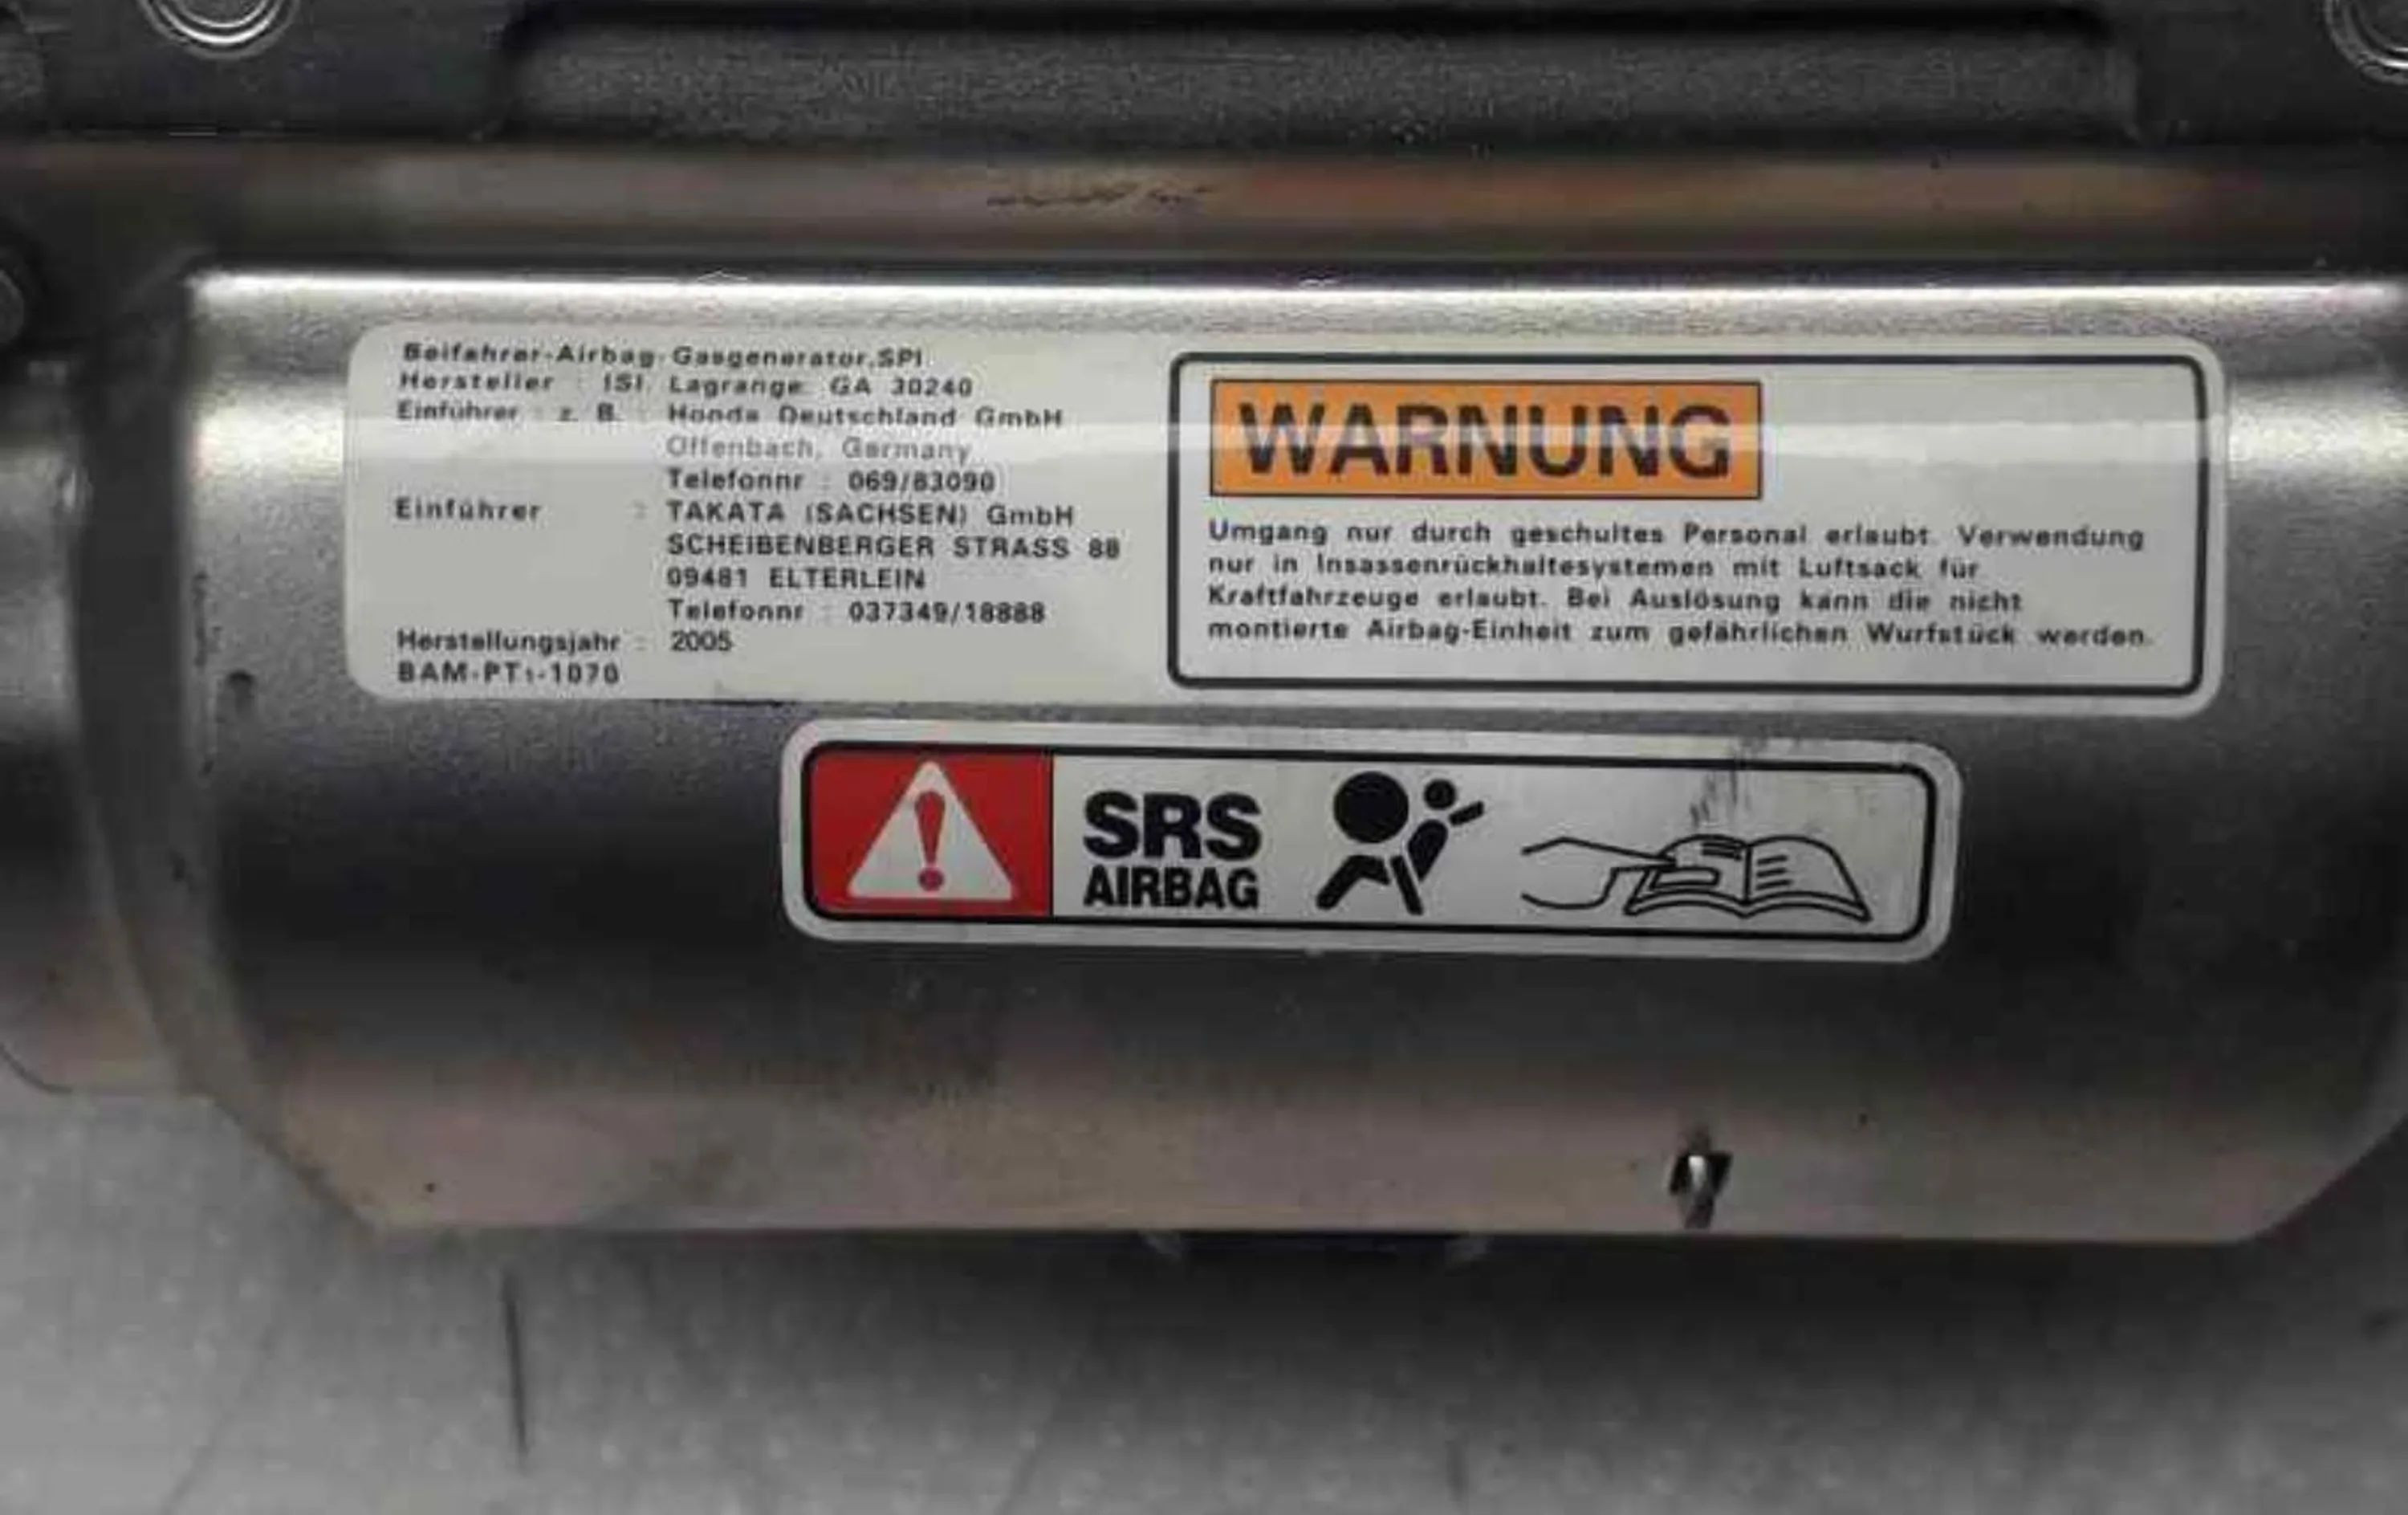 Beifahrer-Airbag-Gasgenerator,SPI
Hersteller : ISI Lagrange GA 30240
Einführer z. B. : Honda Deutschland GmbH
Offenbach, Germany
Telefonnr : 069/83090
Einführer : TAKATA (SACHSEN) GmbH
SCHEIBENBERGER STRASS 88
09481 ELTERLEIN
Telefonnr : 037349/18888
Herstellungsjahr : 2005
BAM-PT1-1070
WARNUNG
Umgang nur durch geschultes Personal erlaubt. Verwendung
nur in Insassenrückhaltesystemen mit Luftsack für
Kraftfahrzeuge erlaubt. Bei Auslösung kann die nicht
montierte Airbag-Einheit zum gefährlichen Wurfstück werden.
SRS
AIRBAG